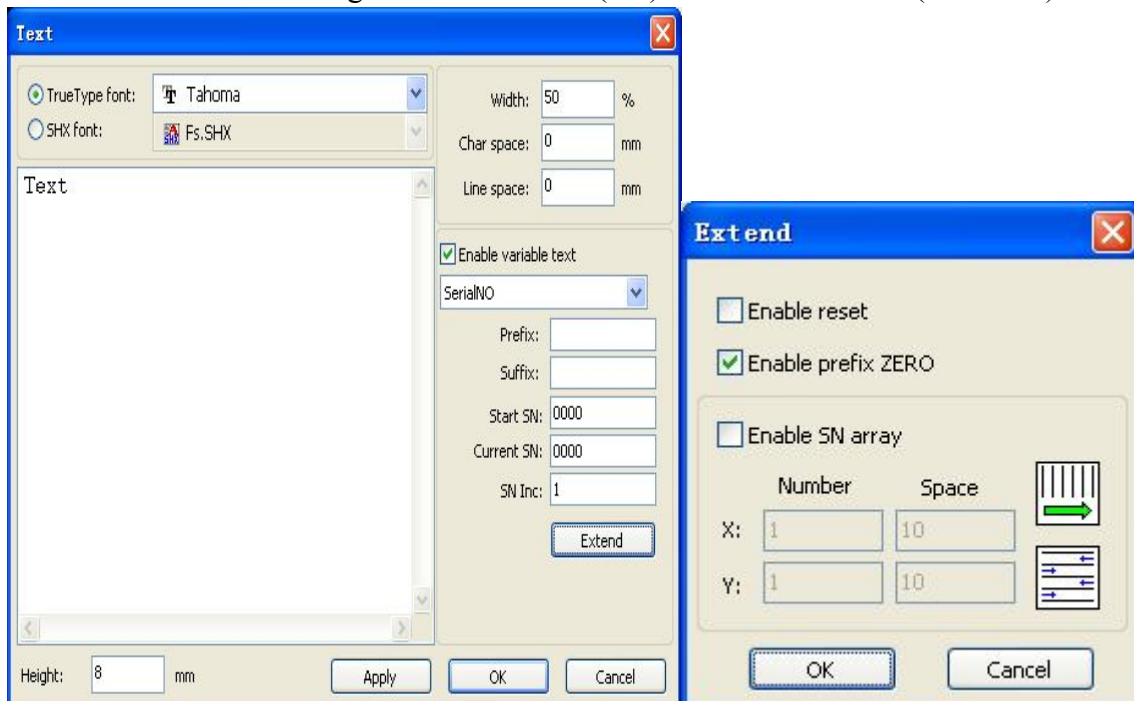 Text
TrueType font: Tahoma
SHX font: Fs.SHX
Width: 50 %
Char space: 0 mm
Line space: 0 mm
Text
Enable variable text
SerialNO
Prefix:
Suffix:
Start SN: 0000
Current SN: 0000
SN Inc: 1
Extend
Height: 8 mm
Apply
OK
Cancel
Extend
Enable reset
Enable prefix ZERO
Enable SN array
Number Space
X: 1 10
Y: 1 10
OK
Cancel